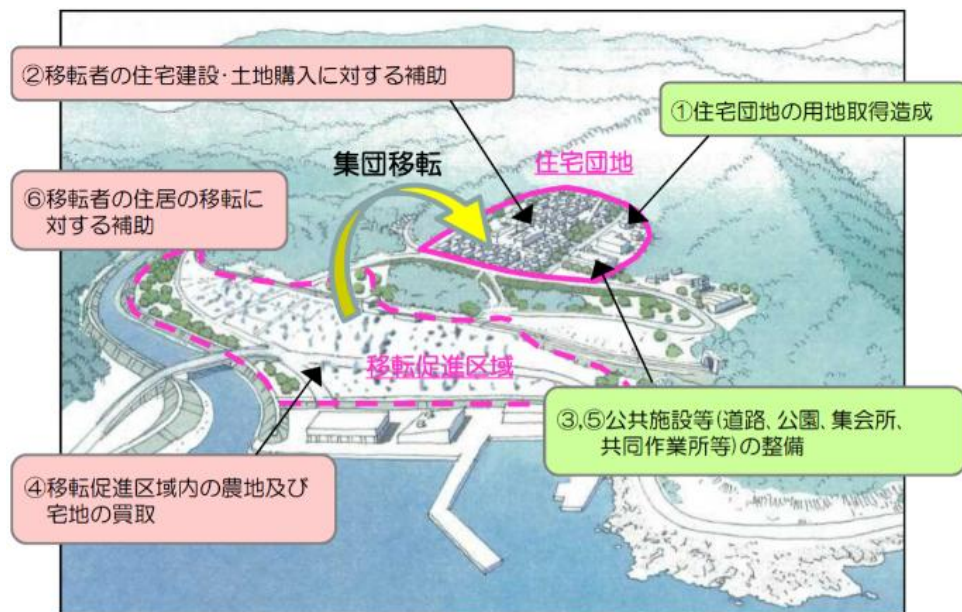 ②移転者の住宅建設・土地購入に対する補助
①住宅団地の用地取得造成
集団移転
住宅団地
⑥移転者の住居の移転に
対する補助
移転促進区域
③,⑤公共施設等(道路、公園、集会所、
共同作業所等)の整備
④移転促進区域内の農地及び
宅地の買取